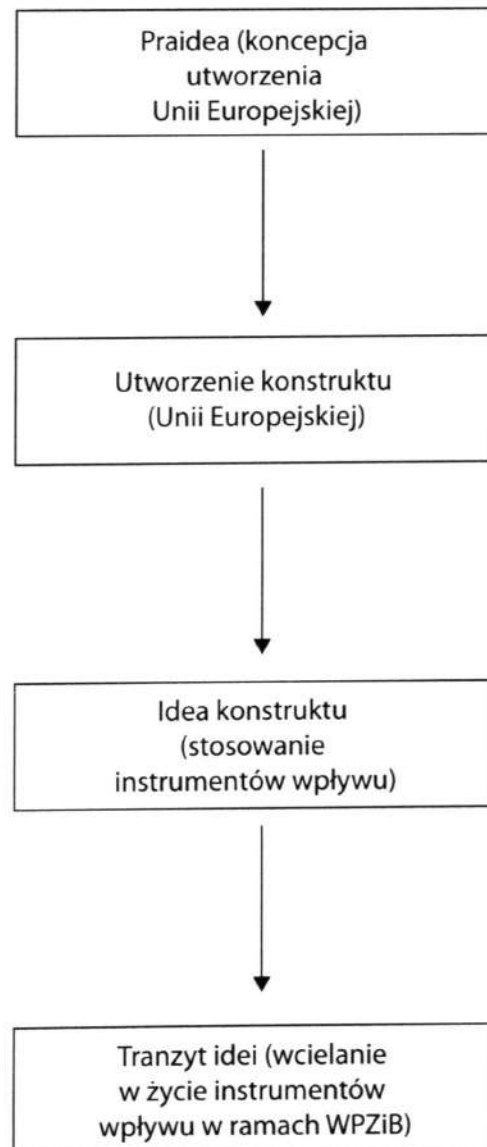 Praidea (koncepcja
utworzenia
Unii Europejskiej)
Utworzenie konstruktu
(Unii Europejskiej)
Idea konstruktu
(stosowanie
instrumentów wpływu)
Tranzyt idei (wcielanie
w życie instrumentów
wpływu w ramach WPZiB)